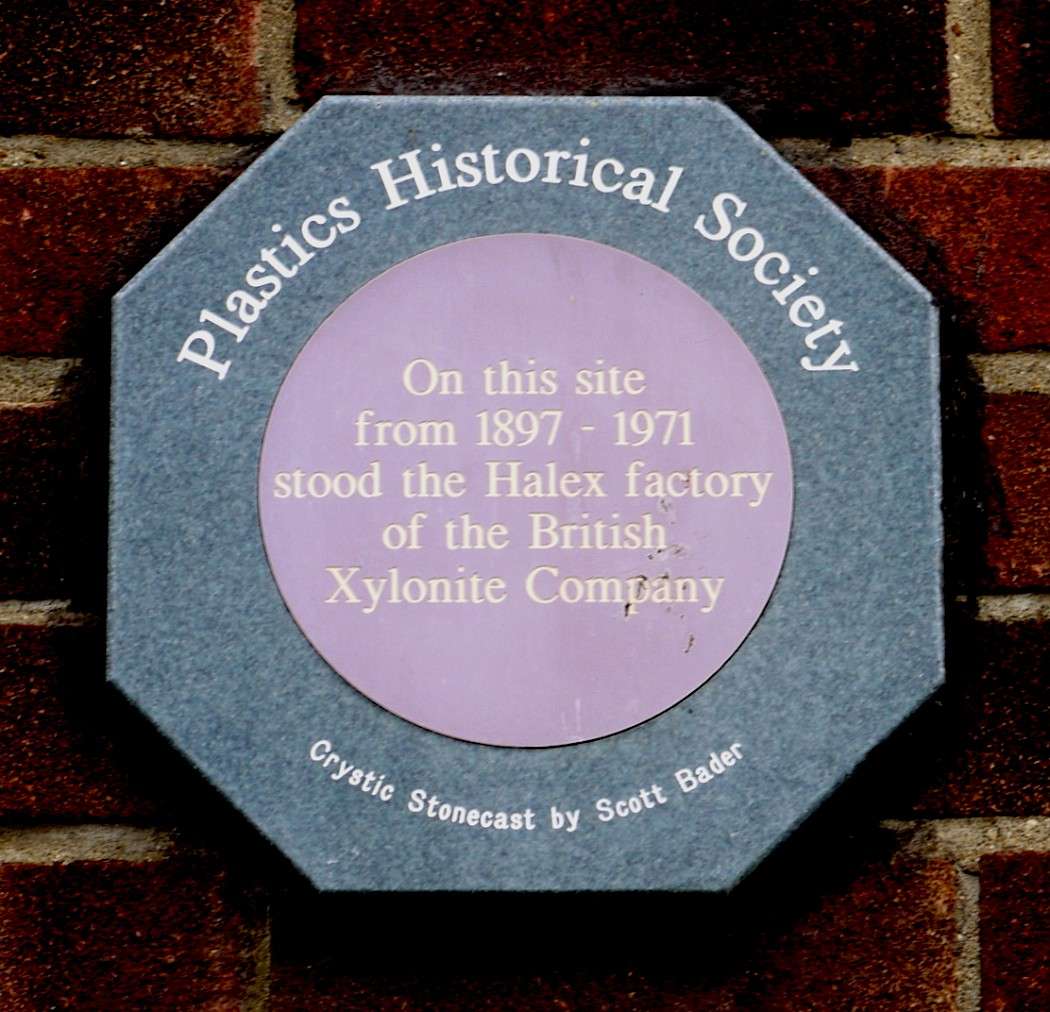 Plastics Historical Society
On this site
from 1897 - 1971
stood the Halex factory
of the British
Xylonite Company
Crystic Stonecast by Scott Bader